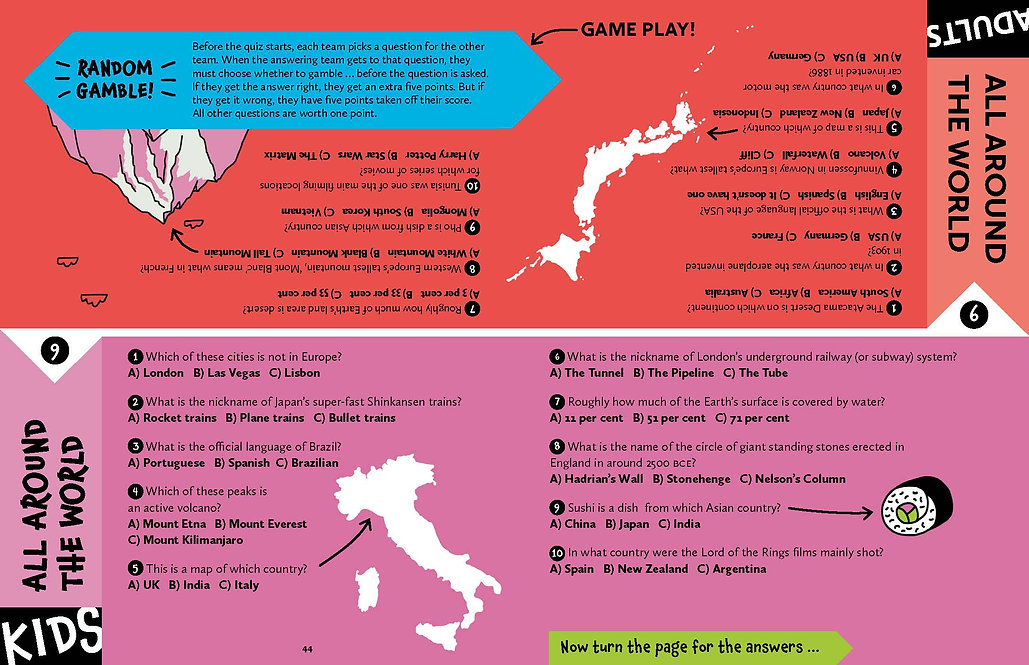 GAME PLAY!
RANDOM
GAMBLE!
Before the quiz starts, each team picks a question for the other
team. When the answering team gets to that question, they
must choose whether to gamble ... before the question is asked.
If they get the answer right, they get an extra five points. But if
they get it wrong, they have five points taken off their score.
All other questions are worth one point.
ADULTS
ALL AROUND
THE WORLD
9
1 The Atacama Desert is on which continent?
A) South America B) Africa C) Australia
2 In what country was the aeroplane invented
in 1903?
A) USA B) Germany C) France
3 What is the official language of the USA?
A) English B) Spanish C) It doesn't have one
4 Vinnufossen in Norway is Europe's tallest what?
A) Volcano B) Waterfall C) Cliff
5 This is a map of which country?
A) Japan B) New Zealand C) Indonesia
6 In what country was the motor
car invented in 1886?
A) UK B) USA C) Germany
7 Roughly how much of Earth's land area is desert?
A) 3 per cent B) 33 per cent C) 53 per cent
8 Western Europe's tallest mountain, 'Mont Blanc' means what in French?
A) White Mountain B) Blank Mountain C) Tall Mountain
9 Pho is a dish from which Asian country?
A) Mongolia B) South Korea C) Vietnam
10 Tunisia was one of the main filming locations
for which series of movies?
A) Harry Potter B) Star Wars C) The Matrix
9
ALL AROUND
THE WORLD
KIDS
1 Which of these cities is not in Europe?
A) London B) Las Vegas C) Lisbon
2 What is the nickname of Japan's super-fast Shinkansen trains?
A) Rocket trains B) Plane trains C) Bullet trains
3 What is the official language of Brazil?
A) Portuguese B) Spanish C) Brazilian
4 Which of these peaks is
an active volcano?
A) Mount Etna B) Mount Everest
C) Mount Kilimanjaro
5 This is a map of which country?
A) UK B) India C) Italy
44
6 What is the nickname of London's underground railway (or subway) system?
A) The Tunnel B) The Pipeline C) The Tube
7 Roughly how much of the Earth's surface is covered by water?
A) 11 per cent B) 51 per cent C) 71 per cent
8 What is the name of the circle of giant standing stones erected in
England in around 2500 BCE?
A) Hadrian's Wall B) Stonehenge C) Nelson's Column
9 Sushi is a dish from which Asian country?
A) China B) Japan C) India
10 In what country were the Lord of the Rings films mainly shot?
A) Spain B) New Zealand C) Argentina
Now turn the page for the answers ...